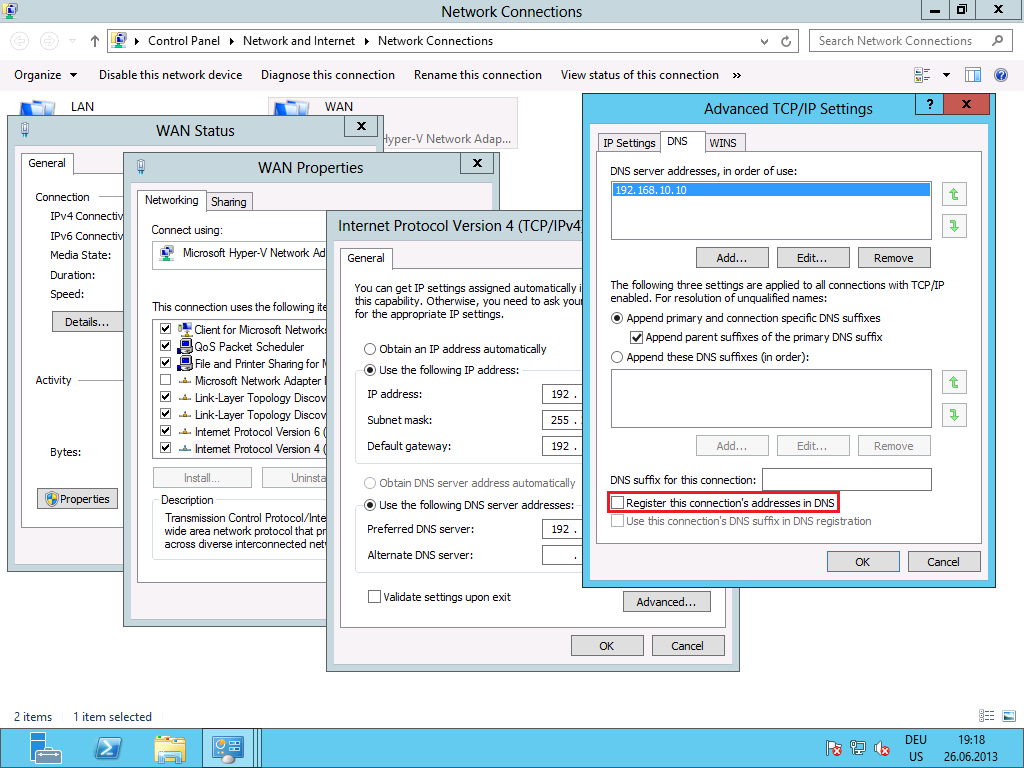 Network Connections
Control Panel
Network and Internet
Network Connections
Search Network Connections
Organize
Disable this network device
Diagnose this connection
Rename this connection
View status of this connection
»
LAN
WAN
Hyper-V Network Adap...
WAN Status
X
General
Connection
IPv4 Connectiv
IPv6 Connectiv
Media State:
Duration:
Speed:
Details...
Activity
Bytes:
Properties
WAN Properties
X
Networking
Sharing
Connect using:
Microsoft Hyper-V Network Ad
This connection uses the following ite
Client for Microsoft Networks
QoS Packet Scheduler
File and Printer Sharing for M
Microsoft Network Adapter
Link-Layer Topology Discov
Link-Layer Topology Discov
Internet Protocol Version 6 (
Internet Protocol Version 4 (
Install...
Uninsta
Description
Transmission Control Protocol/Inte
wide area network protocol that pr
across diverse interconnected netw
Internet Protocol Version 4 (TCP/IPv4)
General
You can get IP settings assigned automatically i
this capability. Otherwise, you need to ask your
for the appropriate IP settings.
Obtain an IP address automatically
Use the following IP address:
IP address:
192 .
Subnet mask:
255 .
Default gateway:
192 .
Obtain DNS server address automatically
Use the following DNS server addresses:
Preferred DNS server:
192 .
Alternate DNS server:
.
Validate settings upon exit
Advanced...
OK
Cancel
Advanced TCP/IP Settings
?
X
IP Settings
DNS
WINS
DNS server addresses, in order of use:
192.168.10.10
Add...
Edit...
Remove
The following three settings are applied to all connections with TCP/IP
enabled. For resolution of unqualified names:
Append primary and connection specific DNS suffixes
Append parent suffixes of the primary DNS suffix
Append these DNS suffixes (in order):
Add...
Edit...
Remove
DNS suffix for this connection:
Register this connection's addresses in DNS
Use this connection's DNS suffix in DNS registration
OK
Cancel
2 items
1 item selected
DEU
US
19:18
26.06.2013